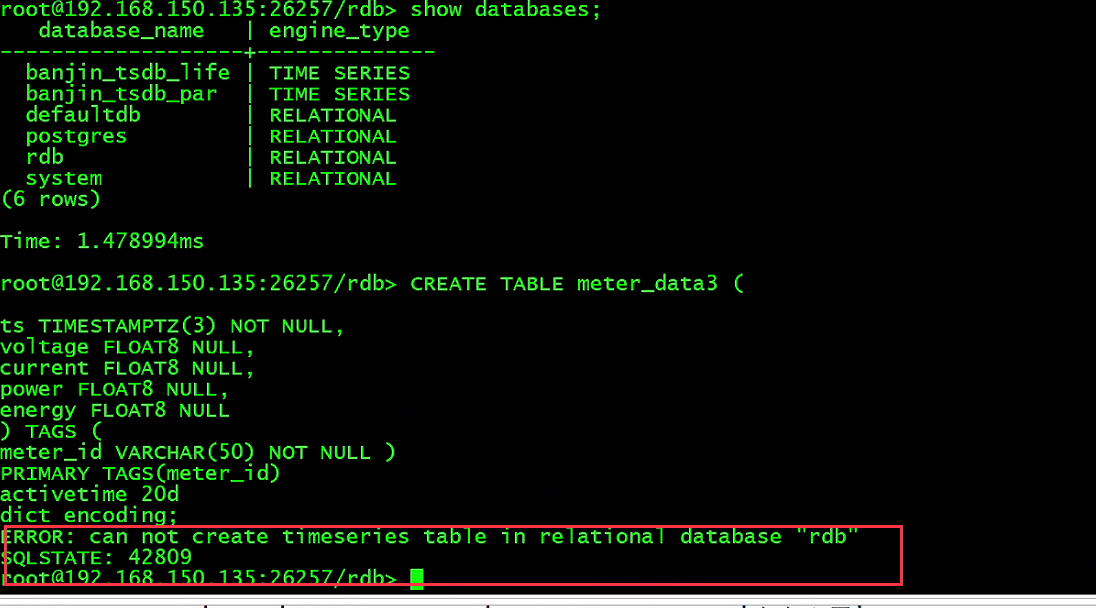 root@192.168.150.135:26257/rdb> show databases;
   database_name   | engine_type
-------------------+--------------
  banjin_tsdb_life | TIME SERIES
  banjin_tsdb_par  | TIME SERIES
  defaultdb        | RELATIONAL
  postgres         | RELATIONAL
  rdb              | RELATIONAL
  system           | RELATIONAL
(6 rows)
Time: 1.478994ms
root@192.168.150.135:26257/rdb> CREATE TABLE meter_data3 (
ts TIMESTAMPTZ(3) NOT NULL,
voltage FLOAT8 NULL,
current FLOAT8 NULL,
power FLOAT8 NULL,
energy FLOAT8 NULL
) TAGS (
meter_id VARCHAR(50) NOT NULL )
PRIMARY TAGS(meter_id)
activetime 20d
dict encoding;
ERROR: can not create timeseries table in relational database "rdb"
SQLSTATE: 42809
root@192.168.150.135:26257/rdb>